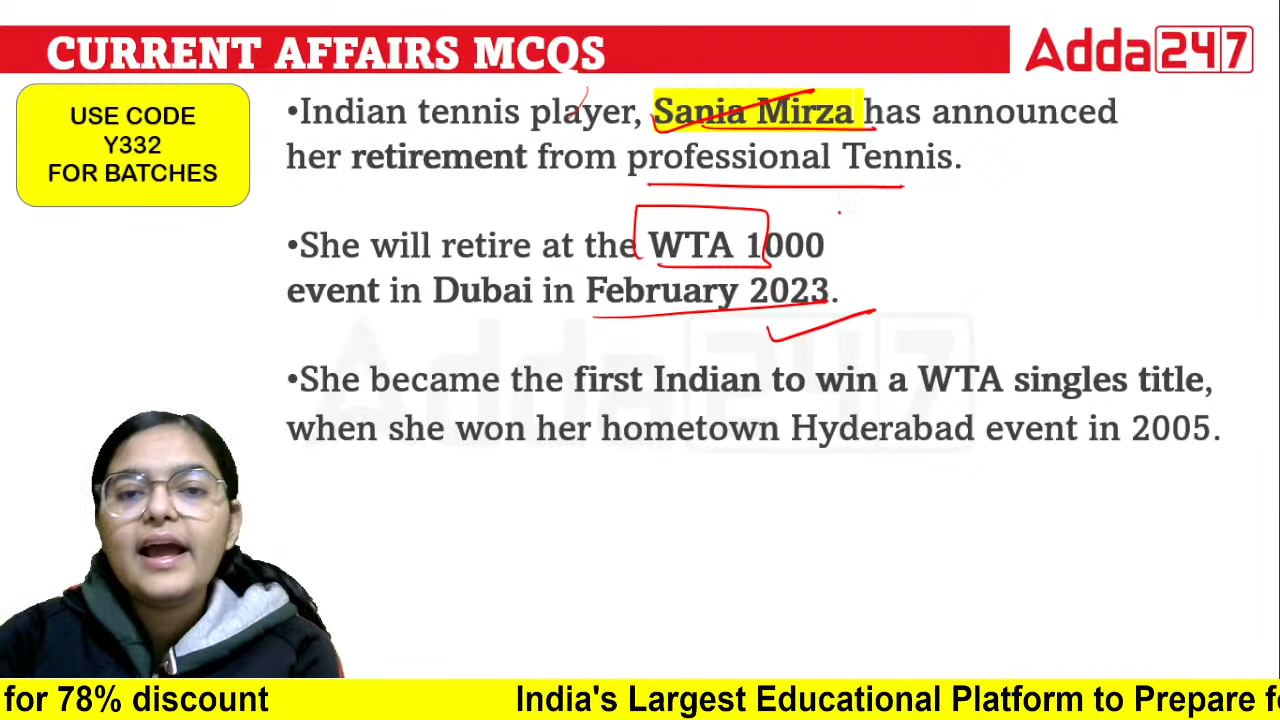 CURRENT AFFAIRS MCQS
Adda247
USE CODE
Y332
FOR BATCHES
•Indian tennis player, Sania Mirza has announced
her retirement from professional Tennis.
•She will retire at the WTA 1000
event in Dubai in February 2023.
•She became the first Indian to win a WTA singles title,
when she won her hometown Hyderabad event in 2005.
Adda247
for 78% discount
India's Largest Educational Platform to Prepare fo